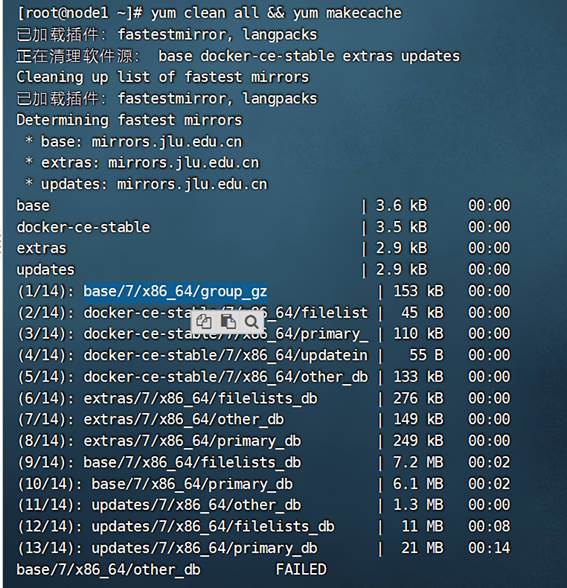 [root@node1 ~]# yum clean all && yum makecache
已加载插件：fastestmirror, langpacks
正在清理软件源： base docker-ce-stable extras updates
Cleaning up list of fastest mirrors
已加载插件：fastestmirror, langpacks
Determining fastest mirrors
 * base: mirrors.jlu.edu.cn
 * extras: mirrors.jlu.edu.cn
 * updates: mirrors.jlu.edu.cn
base | 3.6 kB 00:00
docker-ce-stable | 3.5 kB 00:00
extras | 2.9 kB 00:00
updates | 2.9 kB 00:00
(1/14): base/7/x86_64/group_gz | 153 kB 00:00
(2/14): docker-ce-s 7/x86_64/filelist | 45 kB 00:00
(3/14): docker-ce-stable/7/x86_64/primary_ | 110 kB 00:00
(4/14): docker-ce-stable/7/x86_64/updatein | 55 B 00:00
(5/14): docker-ce-stable/7/x86_64/other_db | 133 kB 00:00
(6/14): extras/7/x86_64/filelists_db | 276 kB 00:00
(7/14): extras/7/x86_64/other_db | 149 kB 00:00
(8/14): extras/7/x86_64/primary_db | 249 kB 00:00
(9/14): base/7/x86_64/filelists_db | 7.2 MB 00:02
(10/14): base/7/x86_64/primary_db | 6.1 MB 00:02
(11/14): updates/7/x86_64/other_db | 1.3 MB 00:00
(12/14): updates/7/x86_64/filelists_db | 11 MB 00:08
(13/14): updates/7/x86_64/primary_db | 21 MB 00:14
base/7/x86_64/other_db FAILED